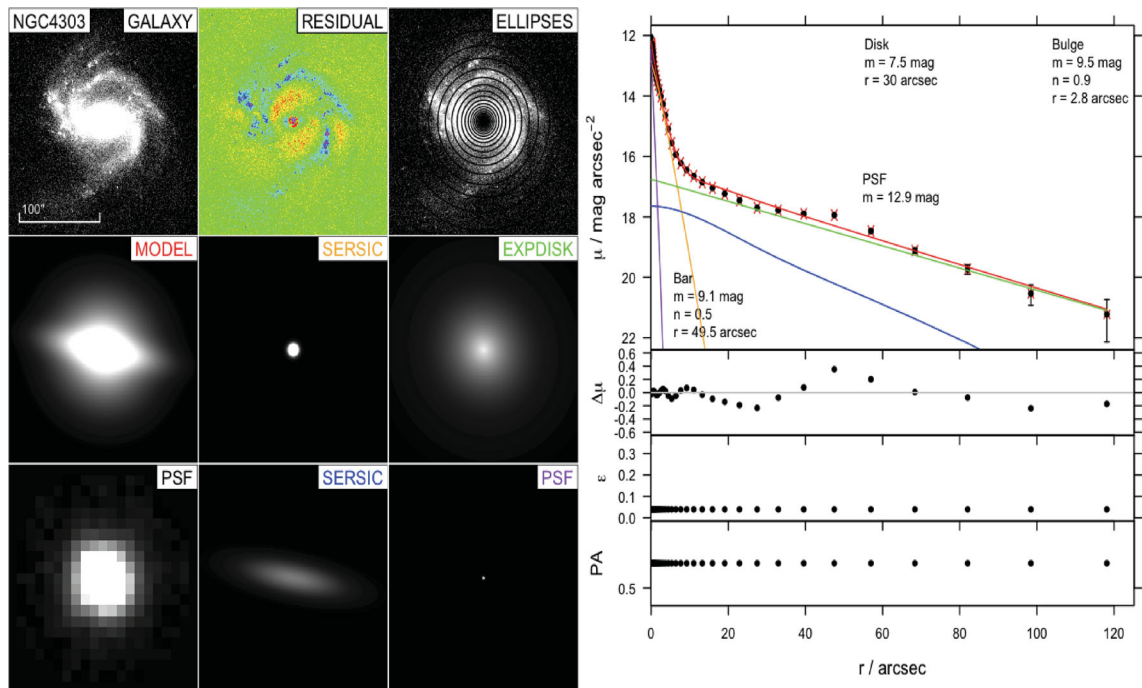 NGC4303 GALAXY
RESIDUAL
ELLIPSES
100"
MODEL
SERSIC
EXPDISK
PSF
SERSIC
PSF
12
14
16
18
20
22
μ / mag arcsec⁻²
Disk
m = 7.5 mag
r = 30 arcsec
Bulge
m = 9.5 mag
n = 0.9
r = 2.8 arcsec
PSF
m = 12.9 mag
Bar
m = 9.1 mag
n = 0.5
r = 49.5 arcsec
0.6
0.4
0.2
0.0
-0.2
-0.4
-0.6
Δμ
0.3
0.2
0.1
0.0
ε
0.5
PA
0 20 40 60 80 100 120
r / arcsec